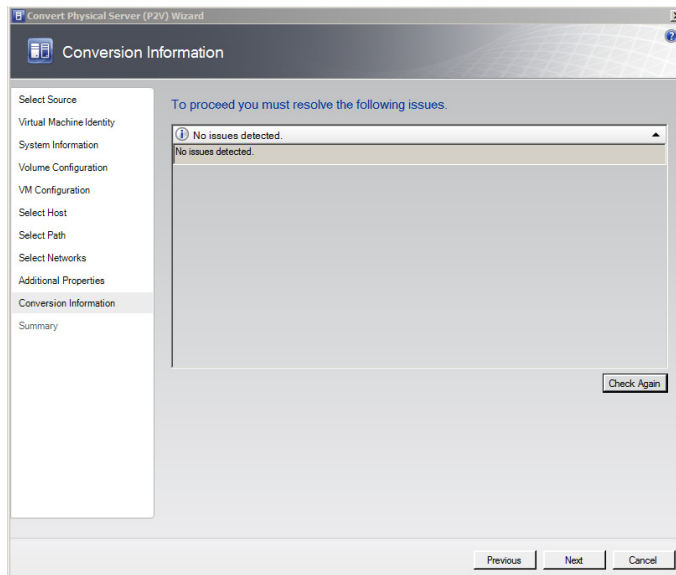 Convert Physical Server (P2V) Wizard
Conversion Information
Select Source
Virtual Machine Identity
System Information
Volume Configuration
VM Configuration
Select Host
Select Path
Select Networks
Additional Properties
Conversion Information
Summary
To proceed you must resolve the following issues.
No issues detected.
No issues detected.
Check Again
Previous
Next
Cancel